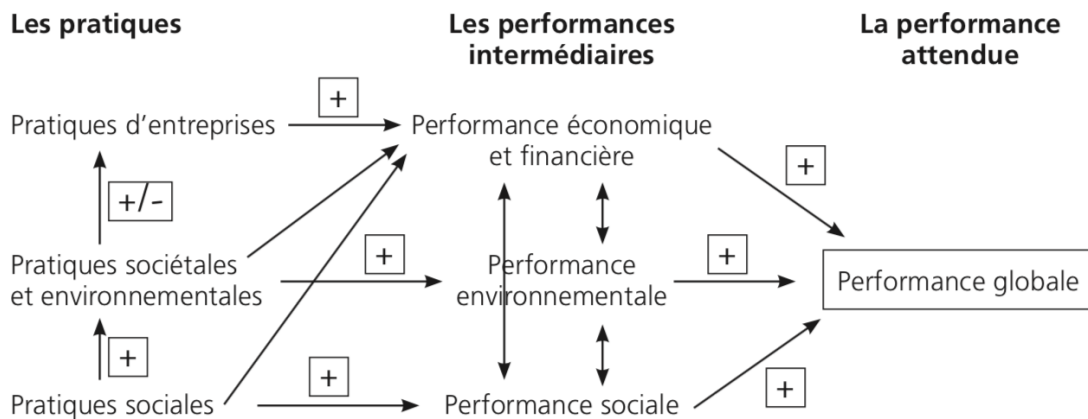 Les pratiques
Les performances
intermédiaires
La performance
attendue
+
Pratiques d'entreprises
Performance économique
et financière
+
+/-
Pratiques sociétales
et environnementales
+
Performance
environnementale
+
Performance globale
+
Pratiques sociales
+
Performance sociale
+